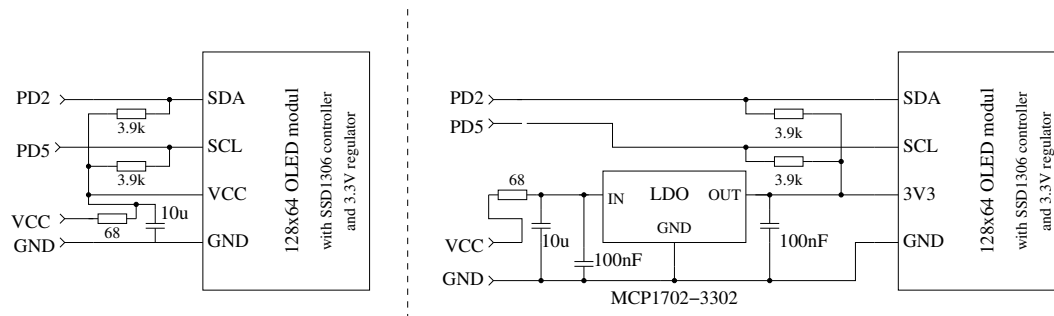 PD2
SDA
3.9k
PD5
SCL
3.9k
VCC
VCC
68
10u
GND
GND
128x64 OLED modul
with SSD1306 controller
and 3.3V regulator
PD2
SDA
PD5
3.9k
SCL
3.9k
68
IN
LDO
OUT
3V3
GND
VCC
10u
100nF
100nF
GND
GND
MCP1702-3302
128x64 OLED modul
with SSD1306 controller
and 3.3V regulator